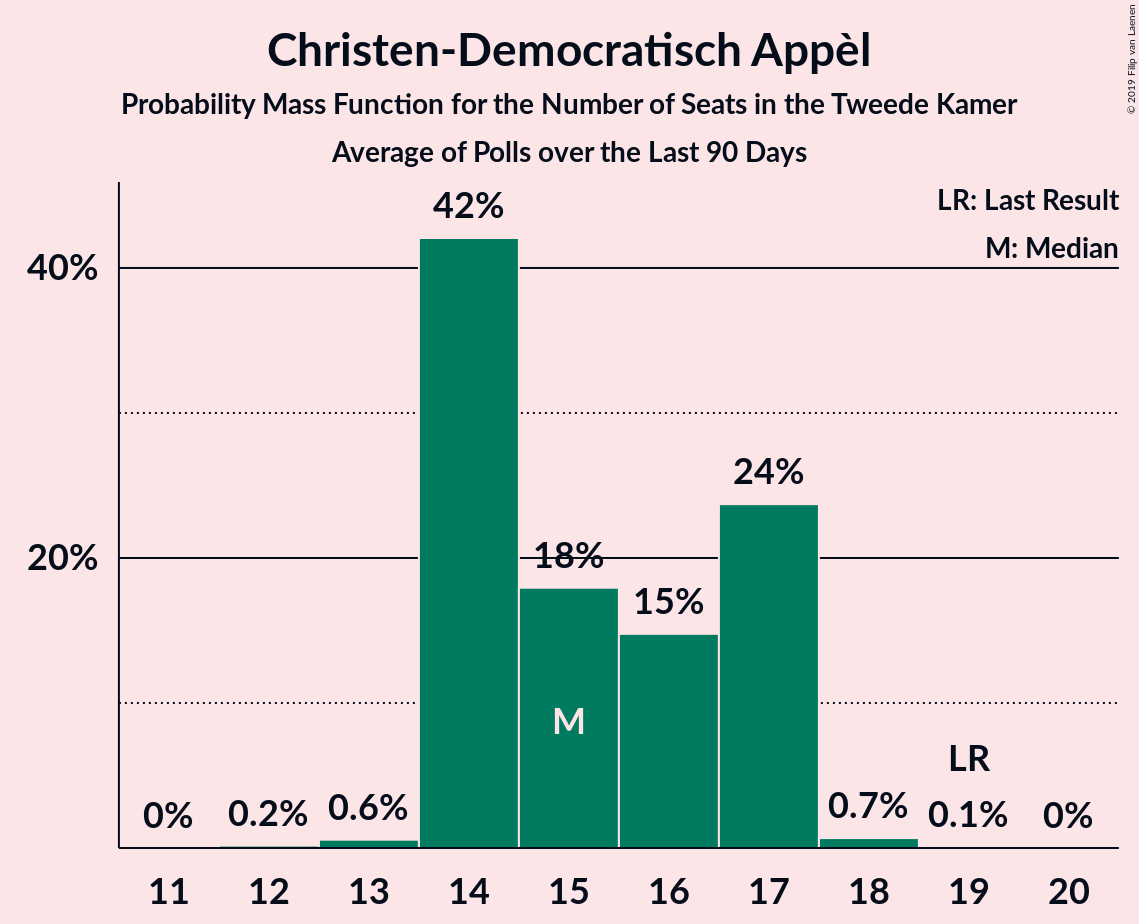 Christen-Democratisch Appèl
Probability Mass Function for the Number of Seats in the Tweede Kamer
Average of Polls over the Last 90 Days
© 2019 Filip van Laenen
LR: Last Result
M: Median
40%
20%
0%
0.2%
0.6%
42%
18%
15%
24%
0.7%
0.1%
0%
M
LR
11 12 13 14 15 16 17 18 19 20